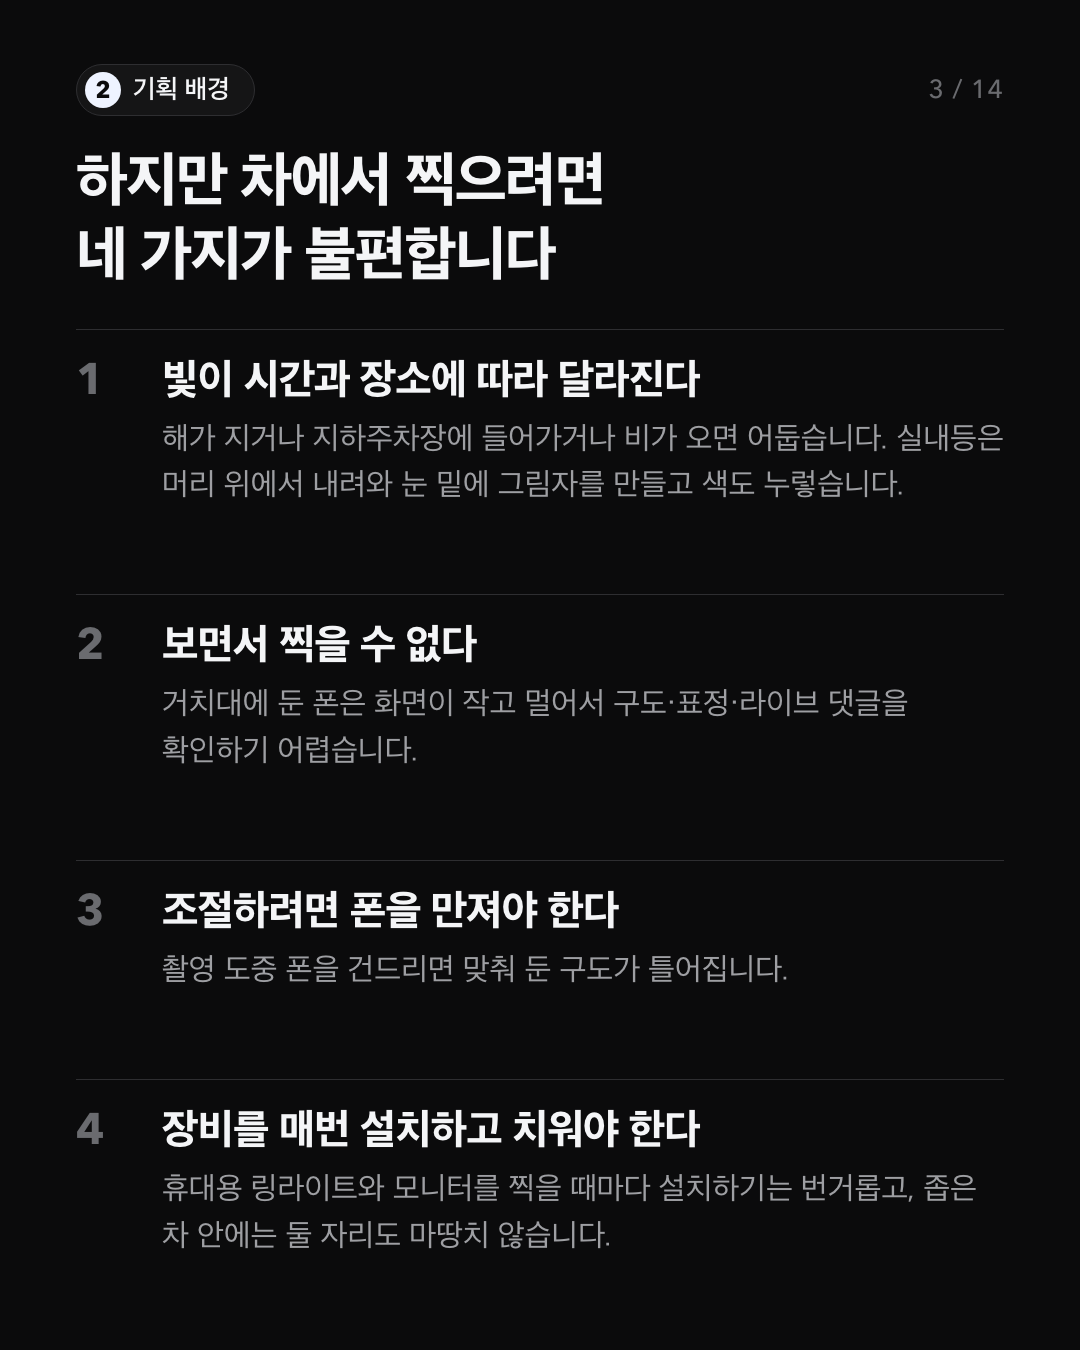 2 기획 배경
3 / 14
하지만 차에서 찍으려면
네 가지가 불편합니다
1
빛이 시간과 장소에 따라 달라진다
해가 지거나 지하주차장에 들어가거나 비가 오면 어둡습니다. 실내등은
머리 위에서 내려와 눈 밑에 그림자를 만들고 색도 누렇습니다.
2
보면서 찍을 수 없다
거치대에 둔 폰은 화면이 작고 멀어서 구도·표정·라이브 댓글을
확인하기 어렵습니다.
3
조절하려면 폰을 만져야 한다
촬영 도중 폰을 건드리면 맞춰 둔 구도가 틀어집니다.
4
장비를 매번 설치하고 치워야 한다
휴대용 링라이트와 모니터를 찍을 때마다 설치하기는 번거롭고, 좁은
차 안에는 둘 자리도 마땅치 않습니다.